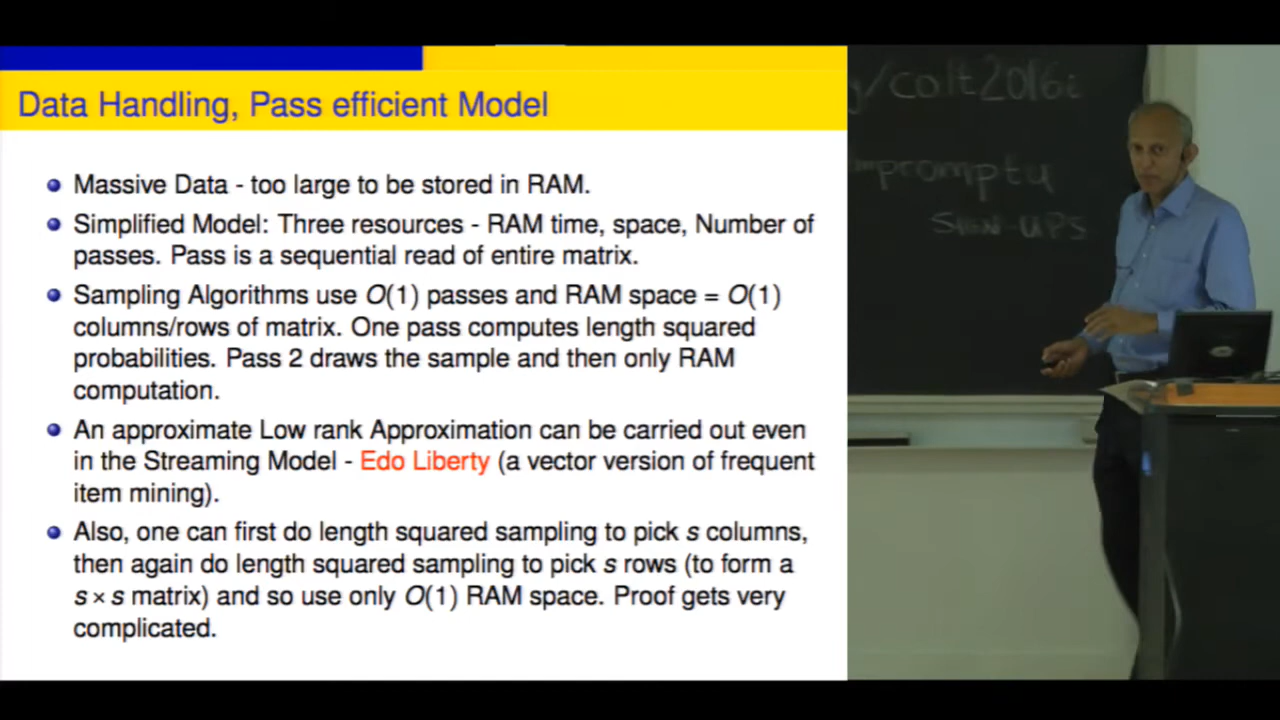 Data Handling, Pass efficient Model
Massive Data - too large to be stored in RAM.
Simplified Model: Three resources - RAM time, space, Number of
passes. Pass is a sequential read of entire matrix.
Sampling Algorithms use O(1) passes and RAM space = O(1)
columns/rows of matrix. One pass computes length squared
probabilities. Pass 2 draws the sample and then only RAM
computation.
An approximate Low rank Approximation can be carried out even
in the Streaming Model - Edo Liberty (a vector version of frequent
item mining).
Also, one can first do length squared sampling to pick s columns,
then again do length squared sampling to pick s rows (to form a
s × s matrix) and so use only O(1) RAM space. Proof gets very
complicated.
y/colt2016i
mpromptu
SIGN-UPS